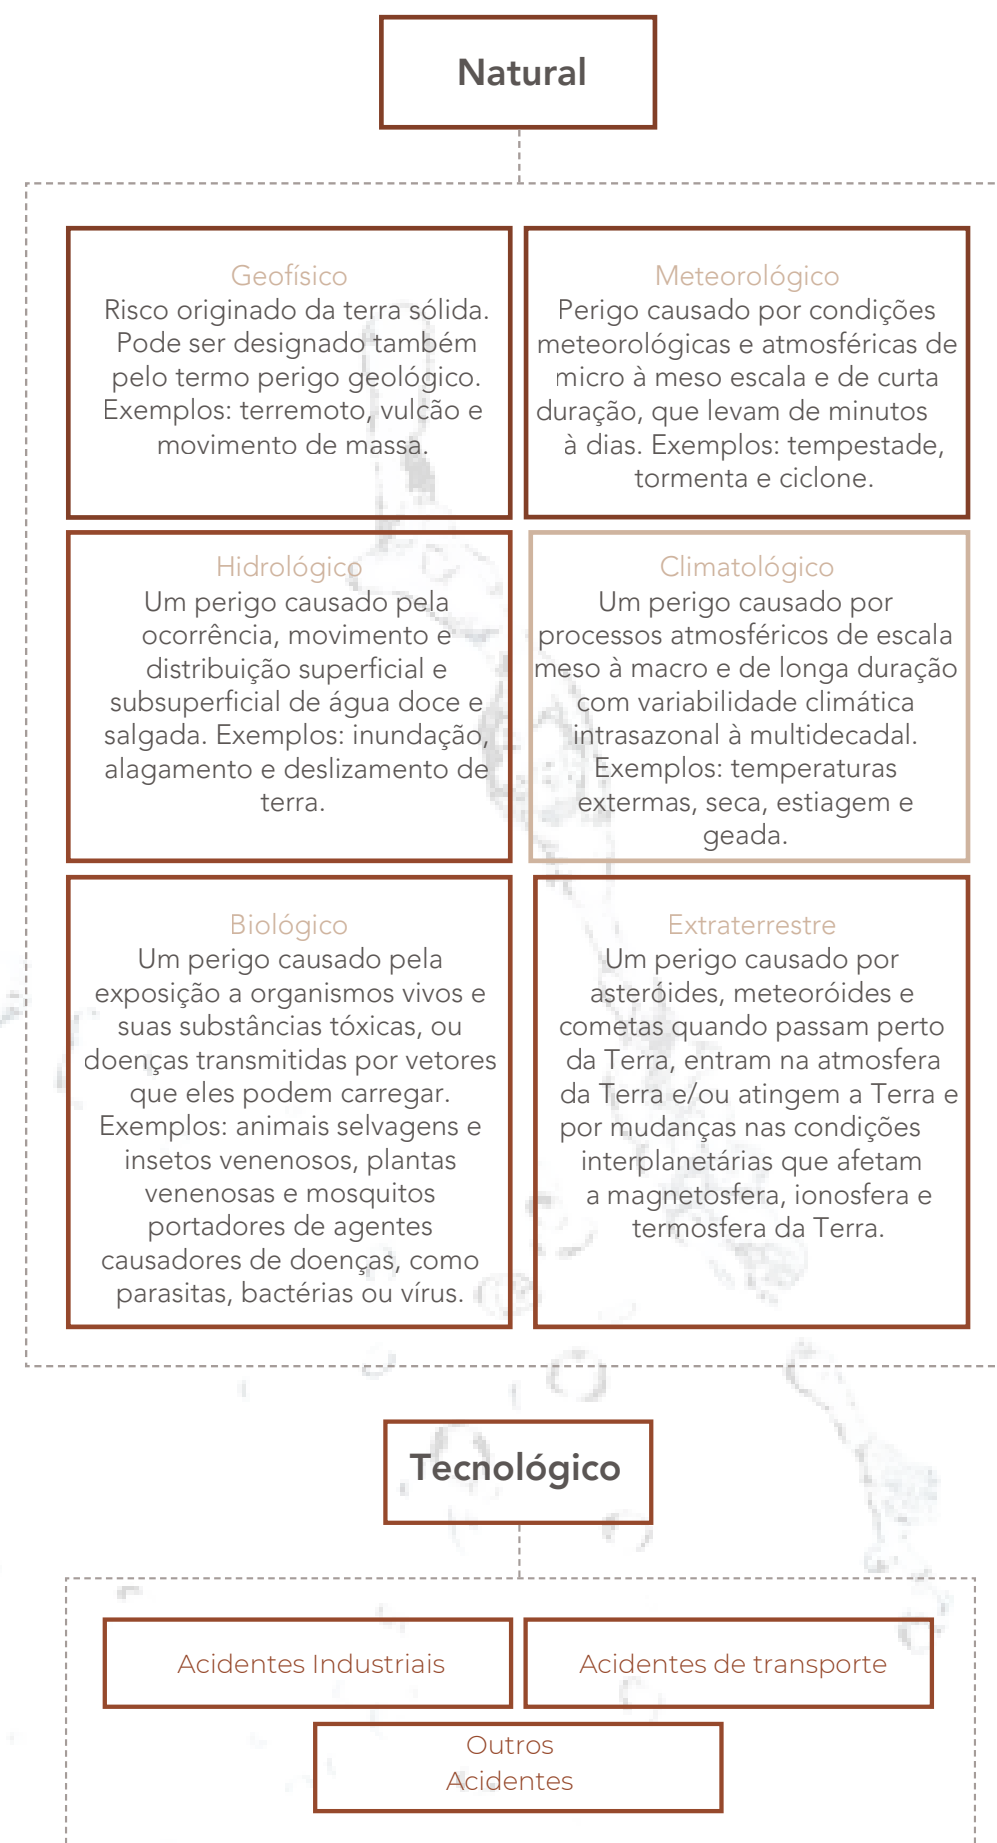 Natural
Geofísico
Risco originado da terra sólida.
Pode ser designado também
pelo termo perigo geológico.
Exemplos: terremoto, vulcão e
movimento de massa.
Meteorológico
Perigo causado por condições
meteorológicas e atmosféricas de
micro à meso escala e de curta
duração, que levam de minutos
à dias. Exemplos: tempestade,
tormenta e ciclone.
Hidrológico
Um perigo causado pela
ocorrência, movimento e
distribuição superficial e
subsuperficial de água doce e
salgada. Exemplos: inundação,
alagamento e deslizamento de
terra.
Climatológico
Um perigo causado por
processos atmosféricos de escala
meso à macro e de longa duração
com variabilidade climática
intrasazonal à multidecadal.
Exemplos: temperaturas
extermas, seca, estiagem e
geada.
Biológico
Um perigo causado pela
exposição a organismos vivos e
suas substâncias tóxicas, ou
doenças transmitidas por vetores
que eles podem carregar.
Exemplos: animais selvagens e
insetos venenosos, plantas
venenosas e mosquitos
portadores de agentes
causadores de doenças, como
parasitas, bactérias ou vírus.
Extraterrestre
Um perigo causado por
asteróides, meteoróides e
cometas quando passam perto
da Terra, entram na atmosfera
da Terra e/ou atingem a Terra e
por mudanças nas condições
interplanetárias que afetam
a magnetosfera, ionosfera e
termosfera da Terra.
Tecnológico
Acidentes Industriais
Acidentes de transporte
Outros
Acidentes